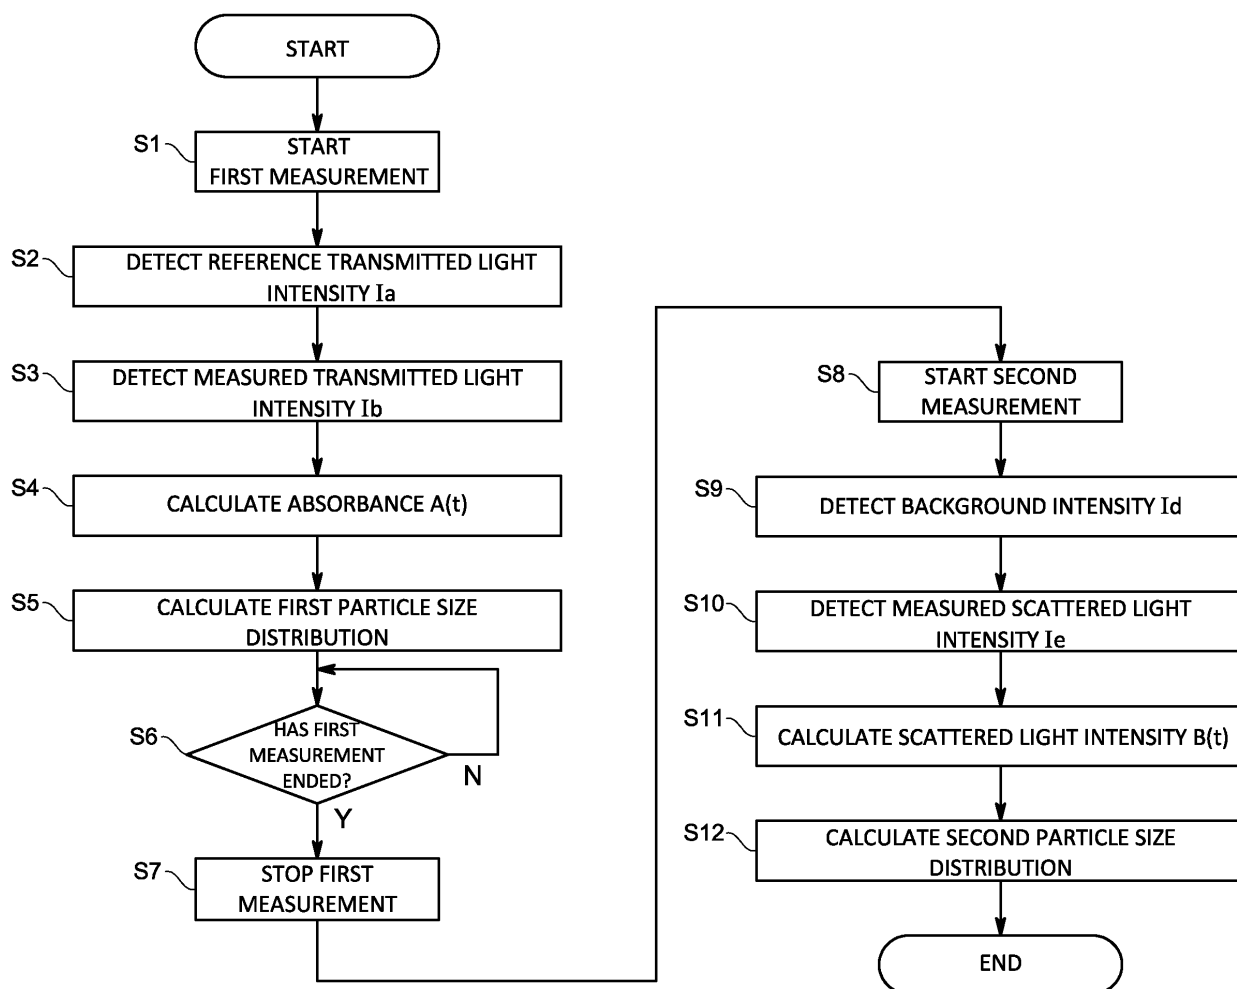 START
S1
START
FIRST MEASUREMENT
S2
DETECT REFERENCE TRANSMITTED LIGHT
INTENSITY Ia
S3
DETECT MEASURED TRANSMITTED LIGHT
INTENSITY Ib
S4
CALCULATE ABSORBANCE A(t)
S5
CALCULATE FIRST PARTICLE SIZE
DISTRIBUTION
S6
HAS FIRST
MEASUREMENT
ENDED?
N
Y
S7
STOP FIRST
MEASUREMENT
S8
START SECOND
MEASUREMENT
S9
DETECT BACKGROUND INTENSITY Id
S10
DETECT MEASURED SCATTERED LIGHT
INTENSITY Ie
S11
CALCULATE SCATTERED LIGHT INTENSITY B(t)
S12
CALCULATE SECOND PARTICLE SIZE
DISTRIBUTION
END